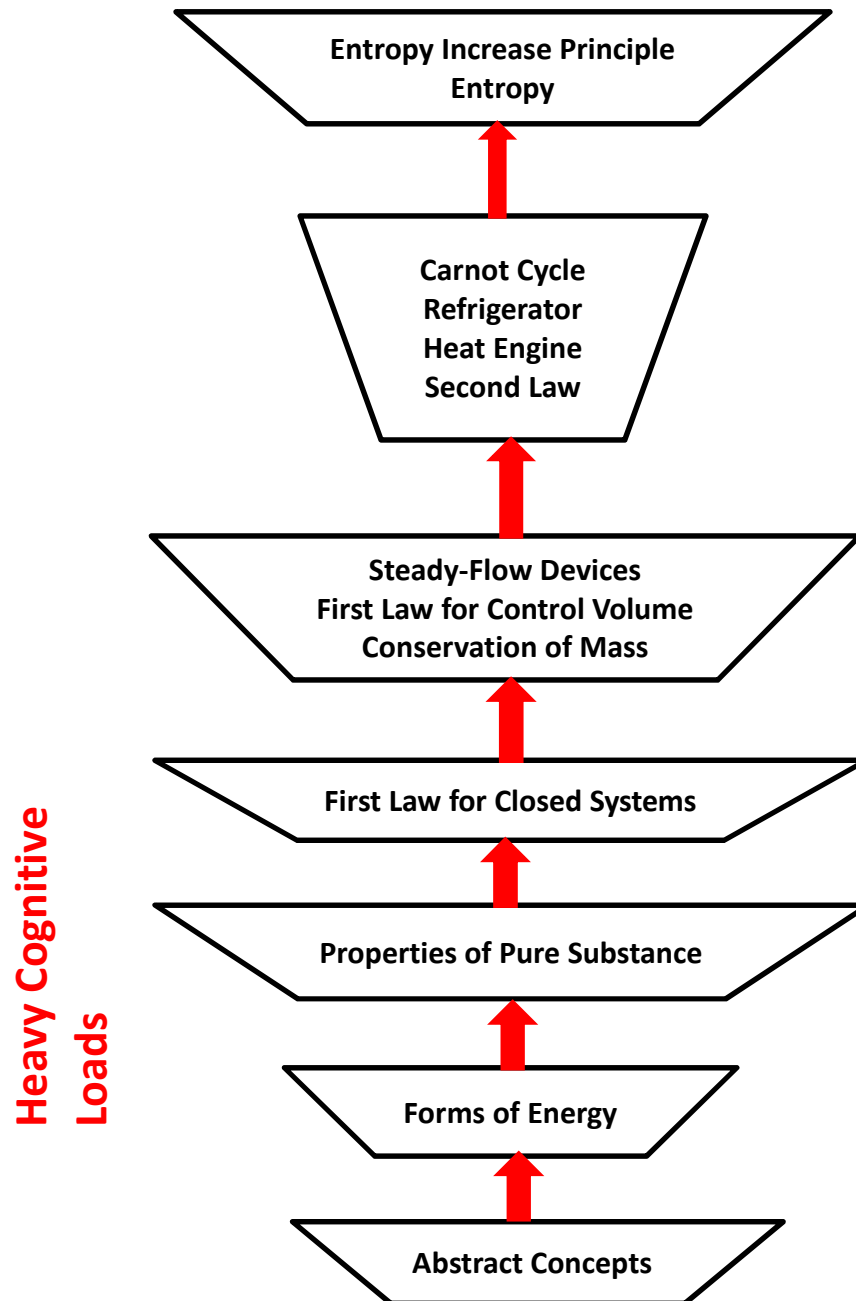 Entropy Increase Principle
Entropy
Carnot Cycle
Refrigerator
Heat Engine
Second Law
Steady-Flow Devices
First Law for Control Volume
Conservation of Mass
First Law for Closed Systems
Properties of Pure Substance
Forms of Energy
Abstract Concepts
Heavy Cognitive
Loads